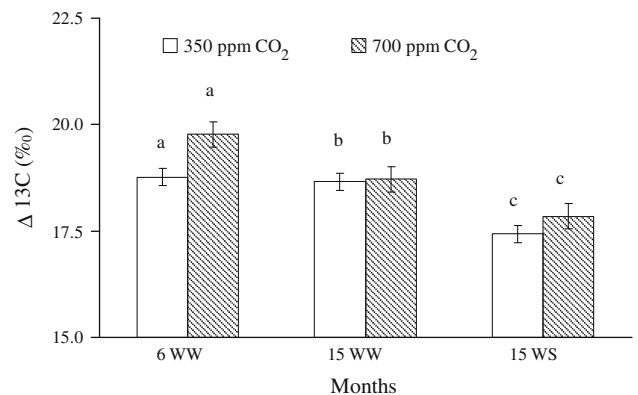 22.5
350 ppm CO₂ 700 ppm CO₂
a
a
20.0
b b
c c
17.5
15.0
Δ 13C (‰)
6 WW 15 WW 15 WS
Months